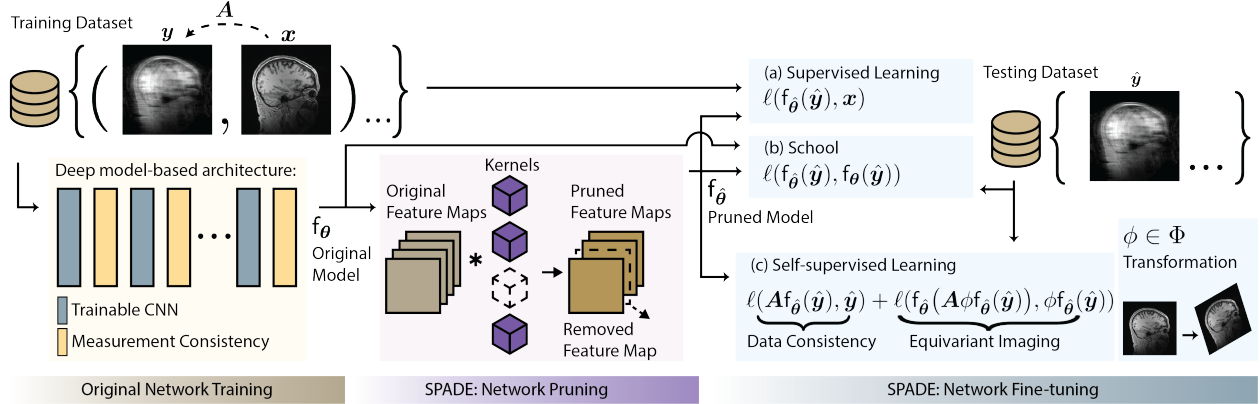 Training Dataset
A
y
x
{ ( , ) ... }
Deep model-based architecture:
...
Trainable CNN
Measurement Consistency
f_θ
Original
Model
Kernels
Original
Feature Maps
*
Pruned
Feature Maps
Removed
Feature Map
f_θ̂
Pruned Model
(a) Supervised Learning
ℓ(f_θ̂(ŷ), x)
(b) School
ℓ(f_θ̂(ŷ), f_θ(ŷ))
Testing Dataset
ŷ
{ ... }
(c) Self-supervised Learning
ℓ(Af_θ̂(ŷ), ŷ) + ℓ(f_θ̂(Aϕf_θ̂(ŷ)), ϕf_θ̂(ŷ))
Data Consistency
Equivariant Imaging
ϕ ∈ Φ
Transformation
Original Network Training
SPADE: Network Pruning
SPADE: Network Fine-tuning